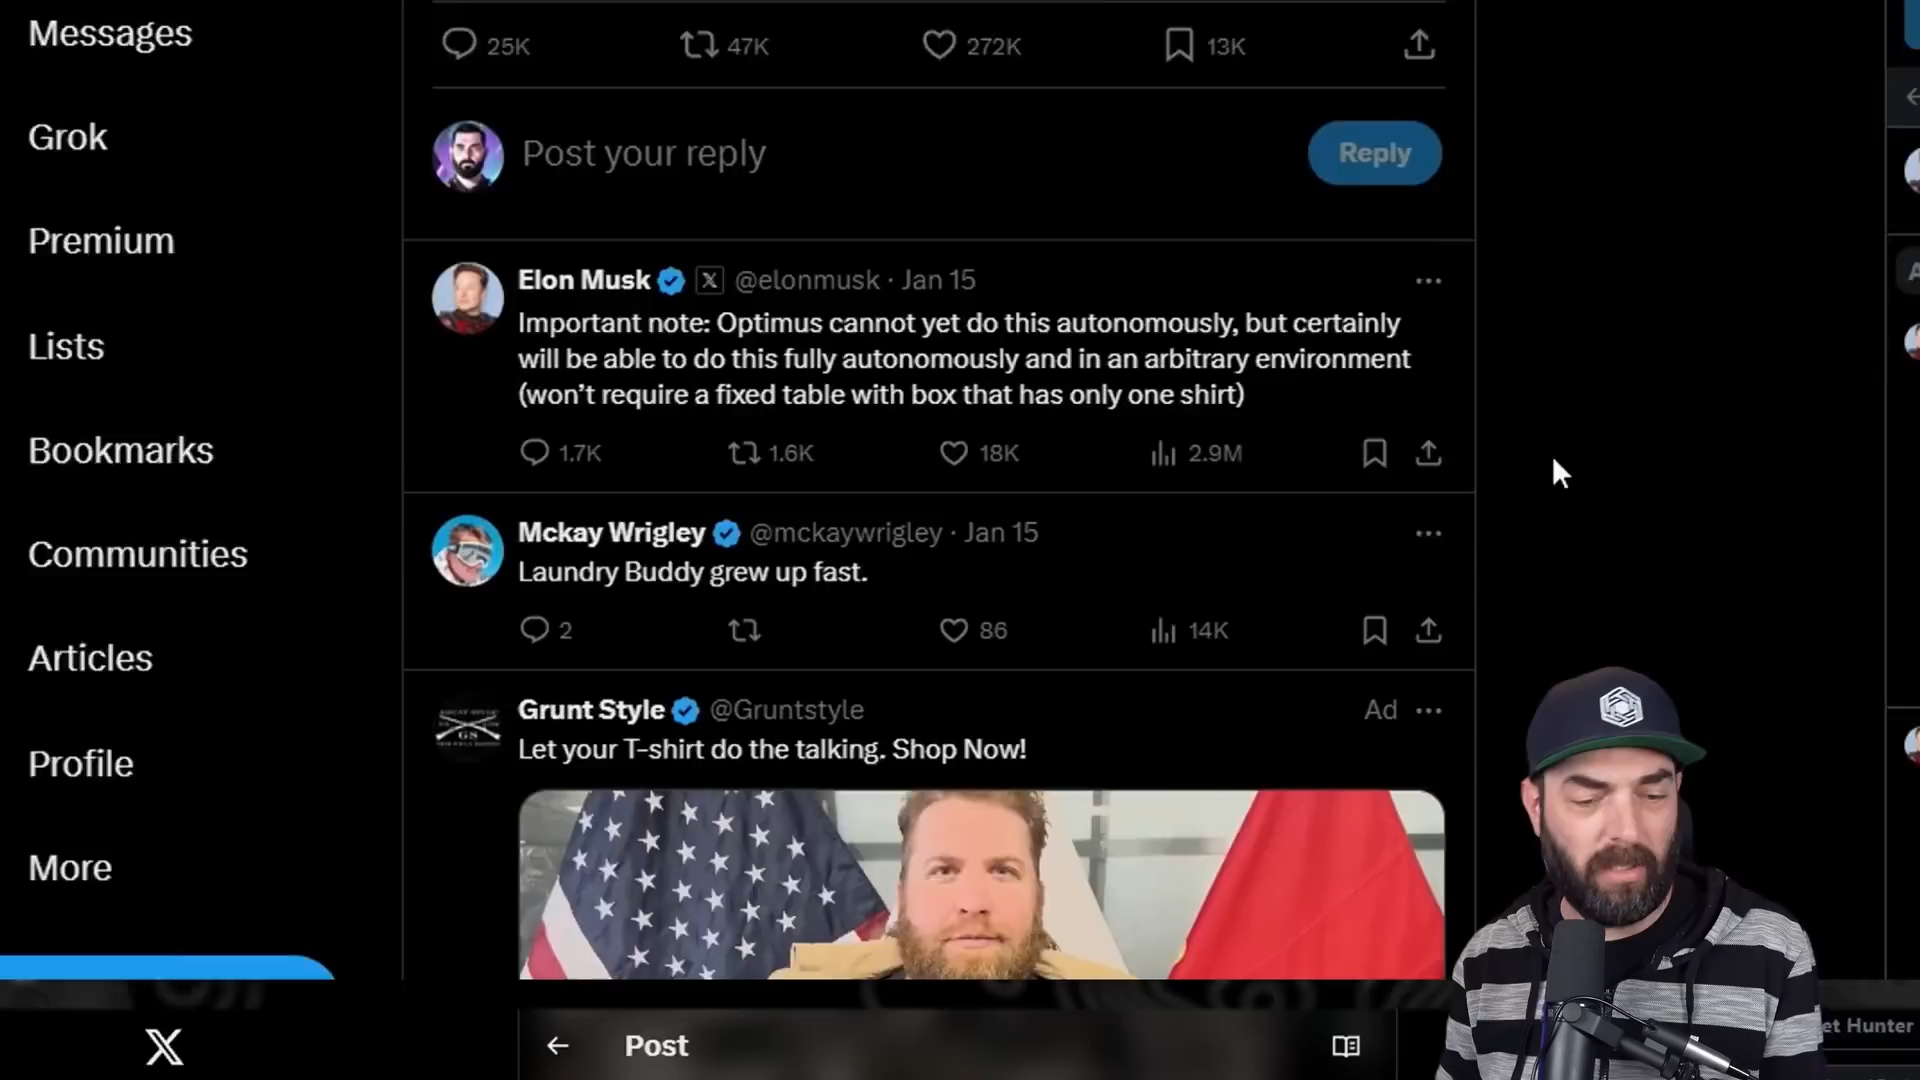 Messages
Grok
Premium
Lists
Bookmarks
Communities
Articles
Profile
More
25K 47K 272K 13K
Post your reply
Reply
Elon Musk @elonmusk · Jan 15
Important note: Optimus cannot yet do this autonomously, but certainly
will be able to do this fully autonomously and in an arbitrary environment
(won’t require a fixed table with box that has only one shirt)
1.7K 1.6K 18K 2.9M
Mckay Wrigley @mckaywrigley · Jan 15
Laundry Buddy grew up fast.
2 86 14K
Grunt Style @Gruntstyle Ad
GS
Let your T-shirt do the talking. Shop Now!
Post
et Hunter